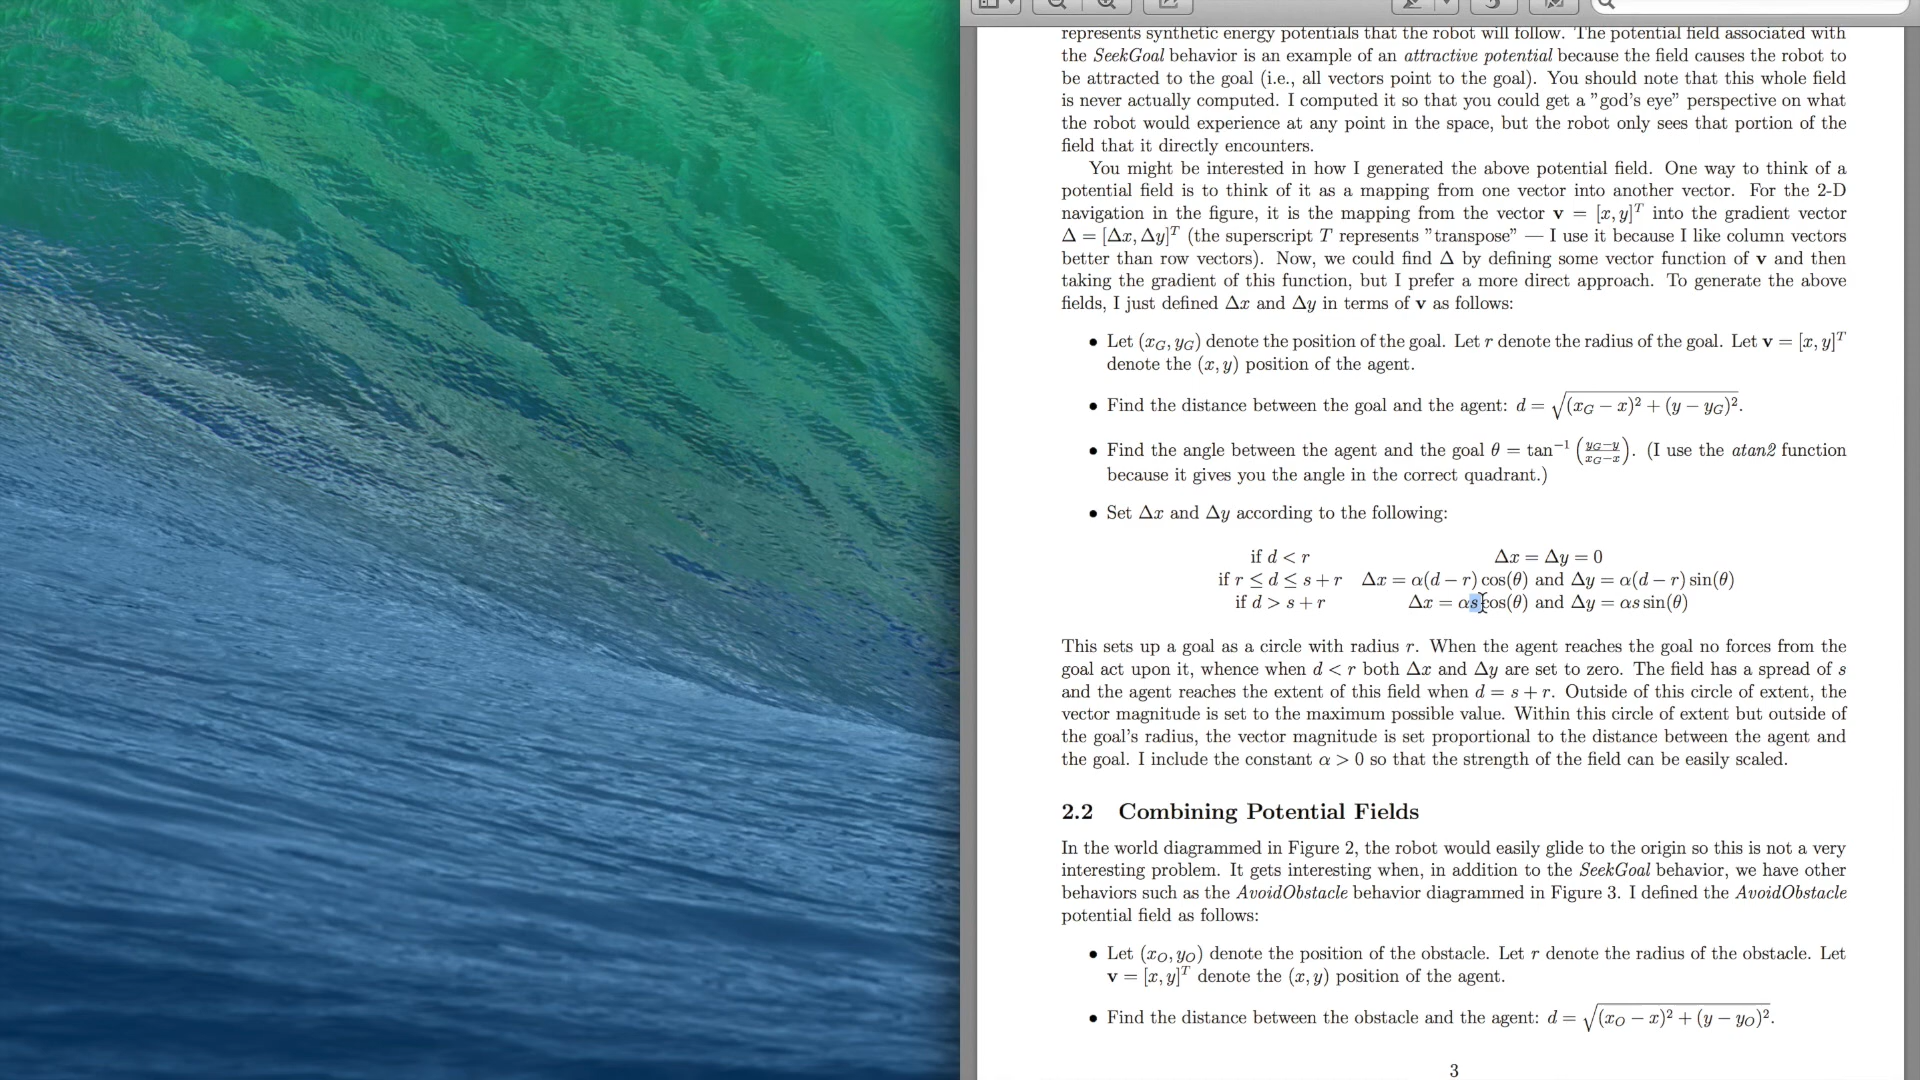 represents synthetic energy potentials that the robot will follow. The potential field associated with
the SeekGoal behavior is an example of an attractive potential because the field causes the robot to
be attracted to the goal (i.e., all vectors point to the goal). You should note that this whole field
is never actually computed. I computed it so that you could get a ”god’s eye” perspective on what
the robot would experience at any point in the space, but the robot only sees that portion of the
field that it directly encounters.
You might be interested in how I generated the above potential field. One way to think of a
potential field is to think of it as a mapping from one vector into another vector. For the 2-D
navigation in the figure, it is the mapping from the vector v = [x, y]^T into the gradient vector
Δ = [Δx, Δy]^T (the superscript T represents ”transpose” — I use it because I like column vectors
better than row vectors). Now, we could find Δ by defining some vector function of v and then
taking the gradient of this function, but I prefer a more direct approach. To generate the above
fields, I just defined Δx and Δy in terms of v as follows:
• Let (x_G, y_G) denote the position of the goal. Let r denote the radius of the goal. Let v = [x, y]^T
denote the (x, y) position of the agent.
• Find the distance between the goal and the agent: d = √((x_G − x)² + (y − y_G)²).
• Find the angle between the agent and the goal θ = tan⁻¹ ((y_G−y)/(x_G−x)). (I use the atan2 function
because it gives you the angle in the correct quadrant.)
• Set Δx and Δy according to the following:
if d < r Δx = Δy = 0
if r ≤ d ≤ s + r Δx = α(d − r) cos(θ) and Δy = α(d − r) sin(θ)
if d > s + r Δx = αs cos(θ) and Δy = αs sin(θ)
This sets up a goal as a circle with radius r. When the agent reaches the goal no forces from the
goal act upon it, whence when d < r both Δx and Δy are set to zero. The field has a spread of s
and the agent reaches the extent of this field when d = s + r. Outside of this circle of extent, the
vector magnitude is set to the maximum possible value. Within this circle of extent but outside of
the goal’s radius, the vector magnitude is set proportional to the distance between the agent and
the goal. I include the constant α > 0 so that the strength of the field can be easily scaled.
2.2 Combining Potential Fields
In the world diagrammed in Figure 2, the robot would easily glide to the origin so this is not a very
interesting problem. It gets interesting when, in addition to the SeekGoal behavior, we have other
behaviors such as the AvoidObstacle behavior diagrammed in Figure 3. I defined the AvoidObstacle
potential field as follows:
• Let (x_O, y_O) denote the position of the obstacle. Let r denote the radius of the obstacle. Let
v = [x, y]^T denote the (x, y) position of the agent.
• Find the distance between the obstacle and the agent: d = √((x_O − x)² + (y − y_O)²).
3